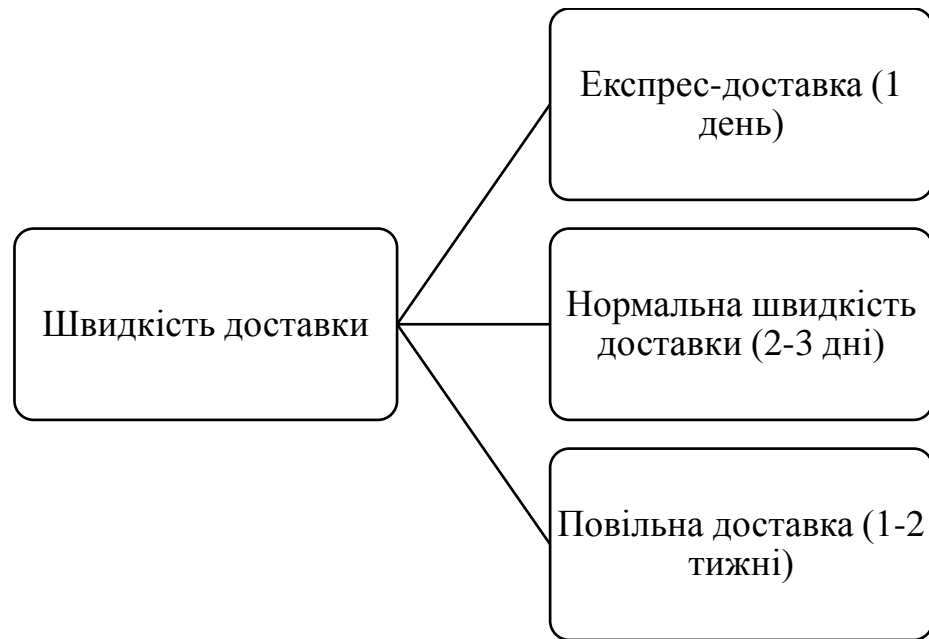 Експрес-доставка (1
день)
Швидкість доставки
Нормальна швидкість
доставки (2-3 дні)
Повільна доставка (1-2
тижні)